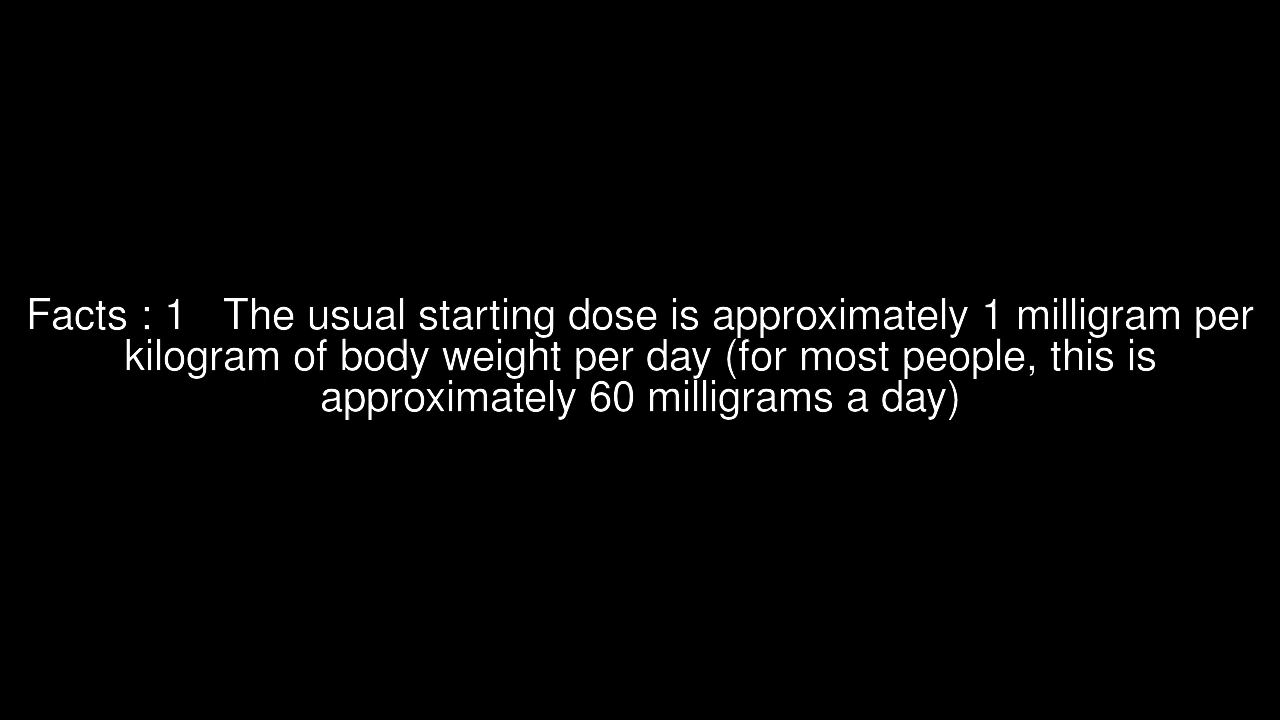 Facts : 1   The usual starting dose is approximately 1 milligram per
kilogram of body weight per day (for most people, this is
approximately 60 milligrams a day)